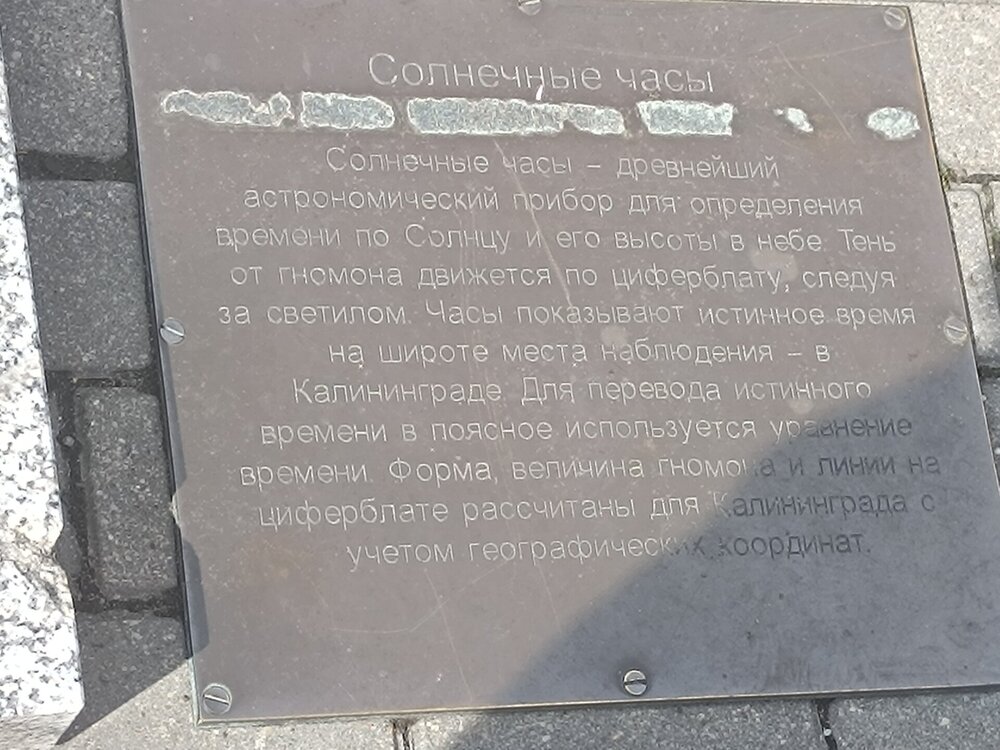 Солнечные часы
Солнечные часы – древнейший
астрономический прибор для определения
времени по Солнцу и его высоты в небе. Тень
от гномона движется по циферблату, следуя
за светилом. Часы показывают истинное время
на широте места наблюдения – в
Калининграде. Для перевода истинного
времени в поясное используется уравнение
времени. Форма, величина гномона и линии на
циферблате рассчитаны для Калининграда с
учетом географических координат.